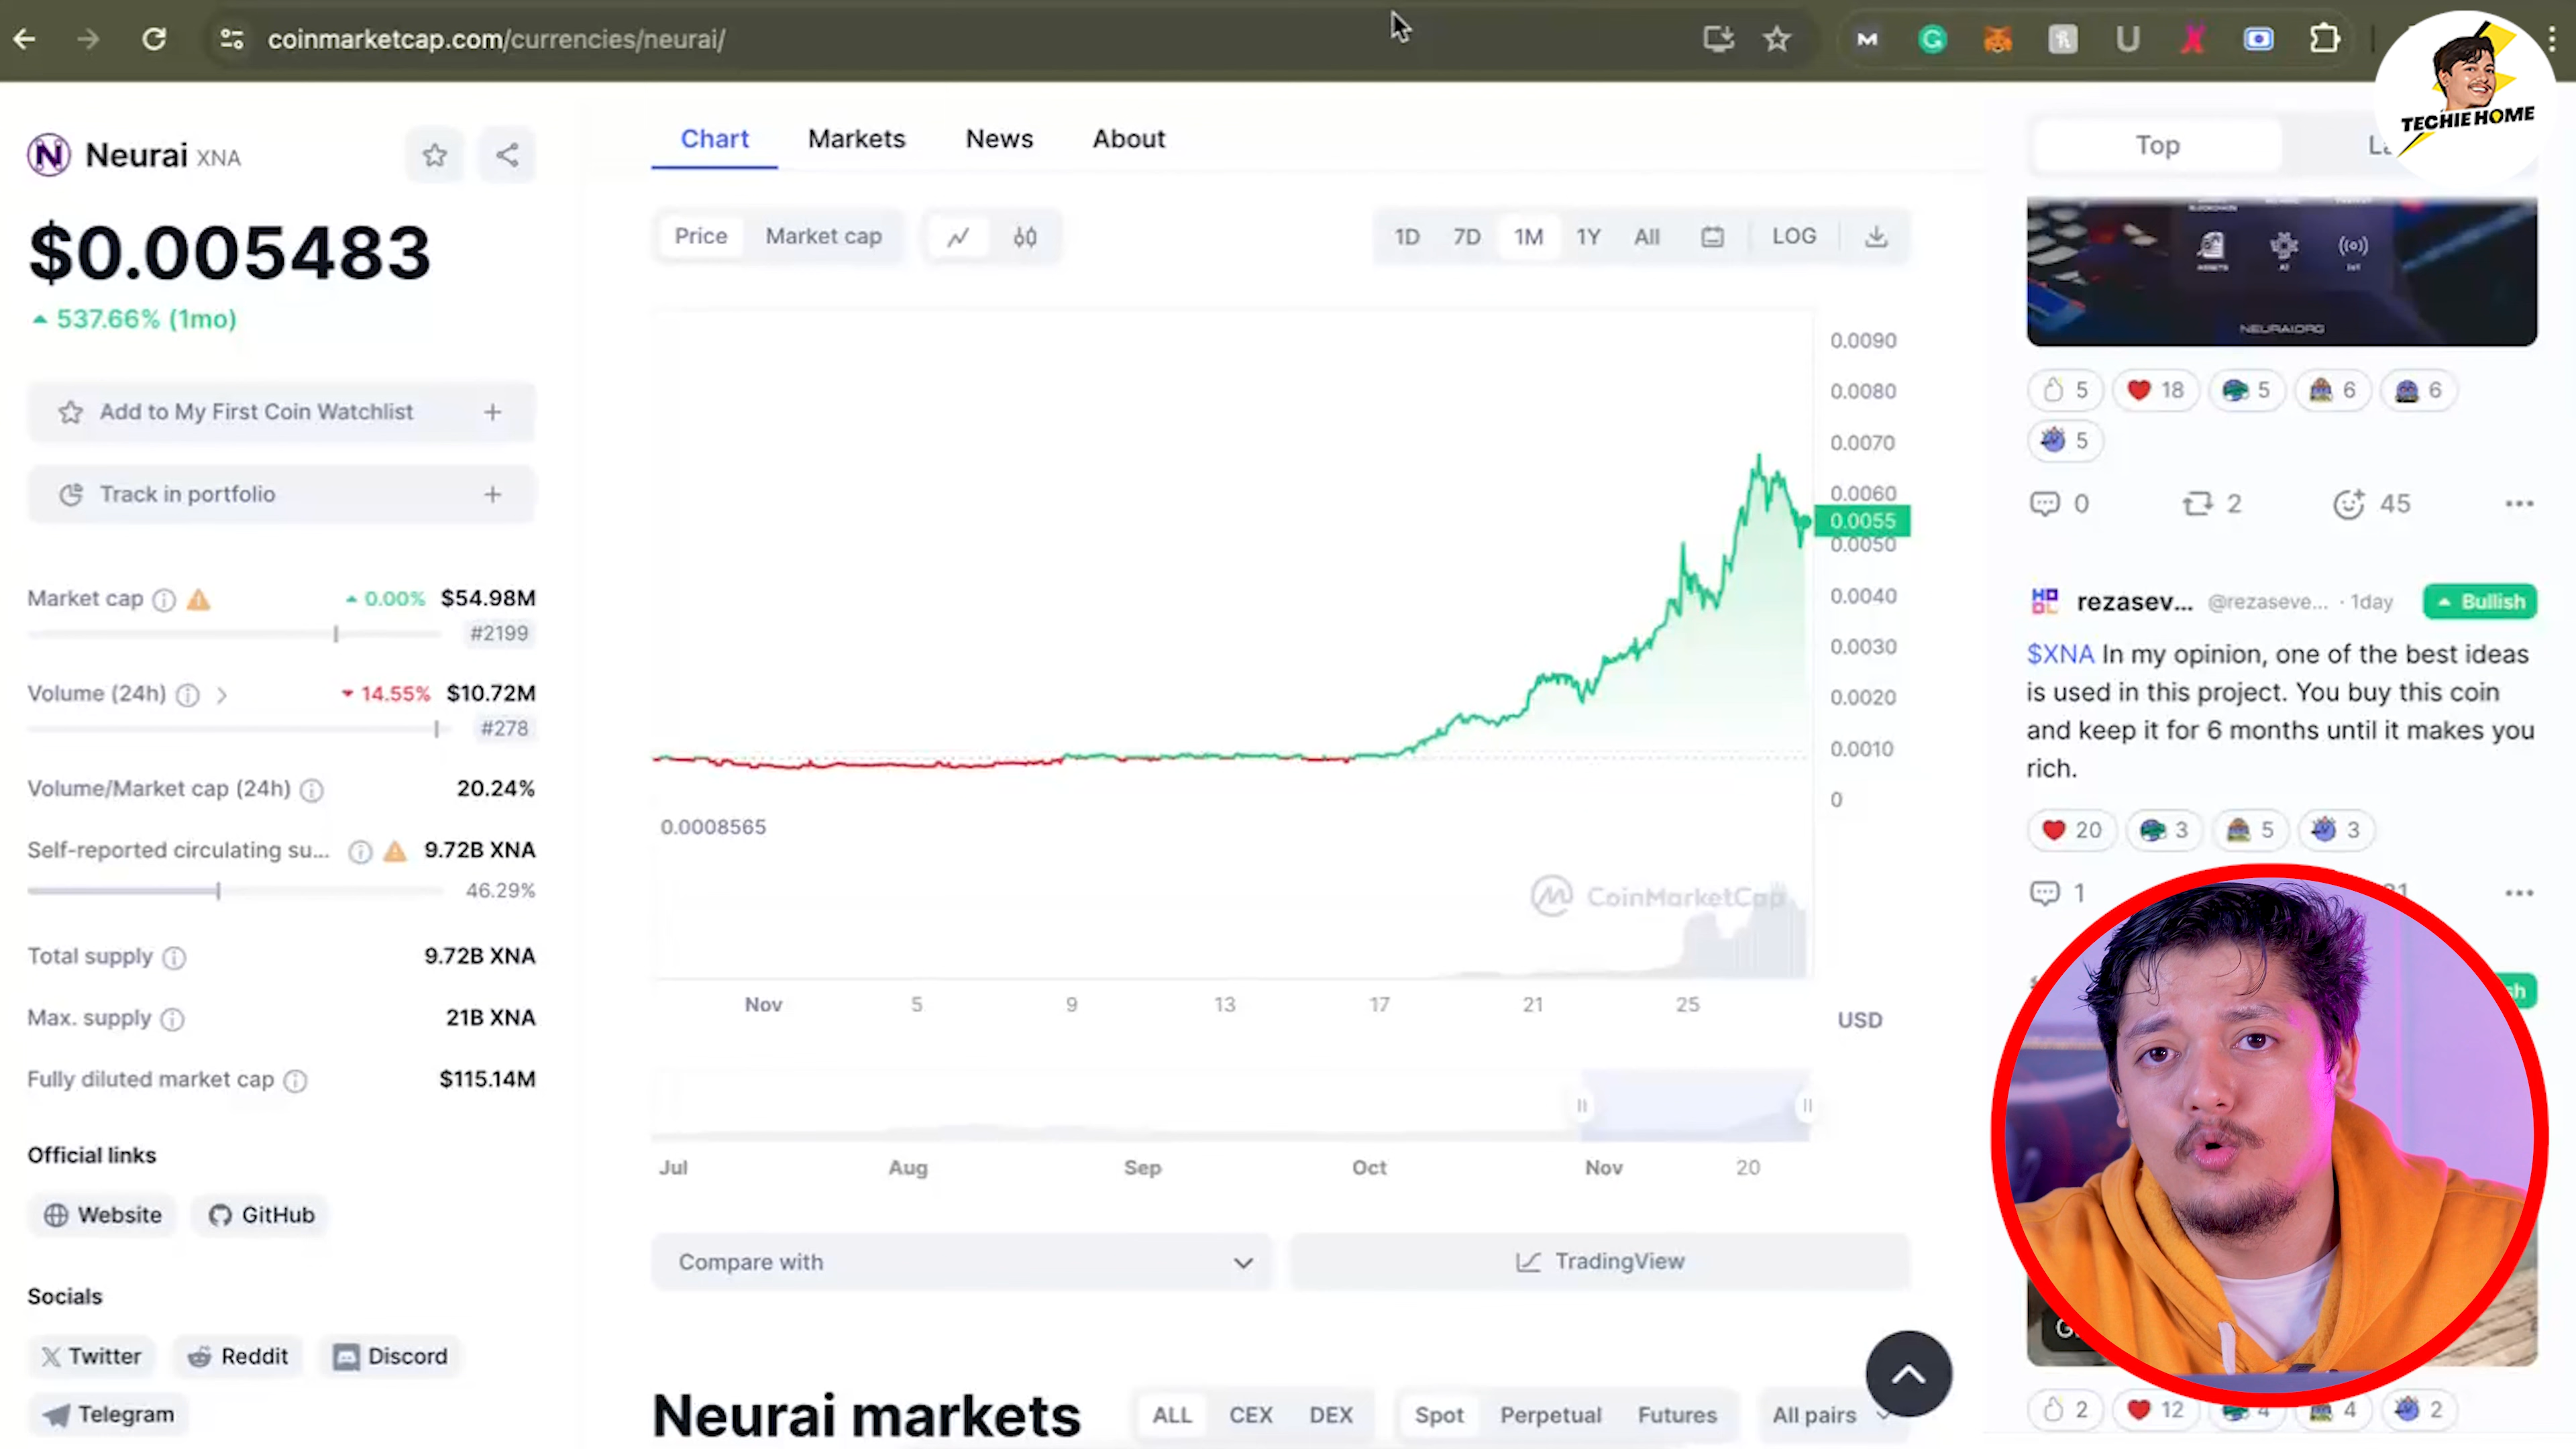 coinmarketcap.com/currencies/neurai/
TECHIE HOME
Neurai XNA
$0.005483
537.66% (1mo)
Add to My First Coin Watchlist +
Track in portfolio +
Market cap 0.00% $54.98M
#2199
Volume (24h) 14.55% $10.72M
#278
Volume/Market cap (24h) 20.24%
Self-reported circulating su... 9.72B XNA
46.29%
Total supply 9.72B XNA
Max. supply 21B XNA
Fully diluted market cap $115.14M
Official links
Website GitHub
Socials
Twitter Reddit Discord
Telegram
Chart Markets News About
Price Market cap
1D 7D 1M 1Y All LOG
0.0090
0.0080
0.0070
0.0060
0.0055
0.0050
0.0040
0.0030
0.0020
0.0010
0
0.0008565
CoinMarketCap
Nov 5 9 13 17 21 25
USD
Jul Aug Sep Oct Nov 20
Compare with
TradingView
Neurai markets ALL CEX DEX Spot Perpetual Futures All pairs
Top
ASSETS AI IoT
NEURAI.ORG
5 18 5 6 6
5
0 2 45
rezasev... @rezaseve... · 1day Bullish
$XNA In my opinion, one of the best ideas
is used in this project. You buy this coin
and keep it for 6 months until it makes you
rich.
20 3 5 3
1
2 12 4 4 2